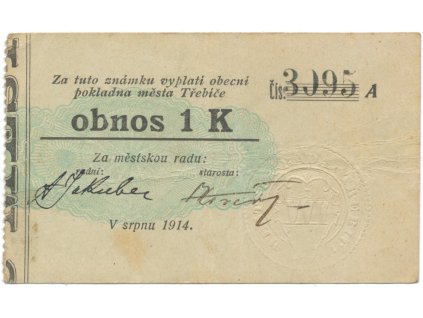 Za tuto známku vyplatí obecní
pokladna města Třebíče
čís. 3095 A
obnos 1 K
Za městskou radu:
radní: starosta:
A Jakubec
V srpnu 1914.